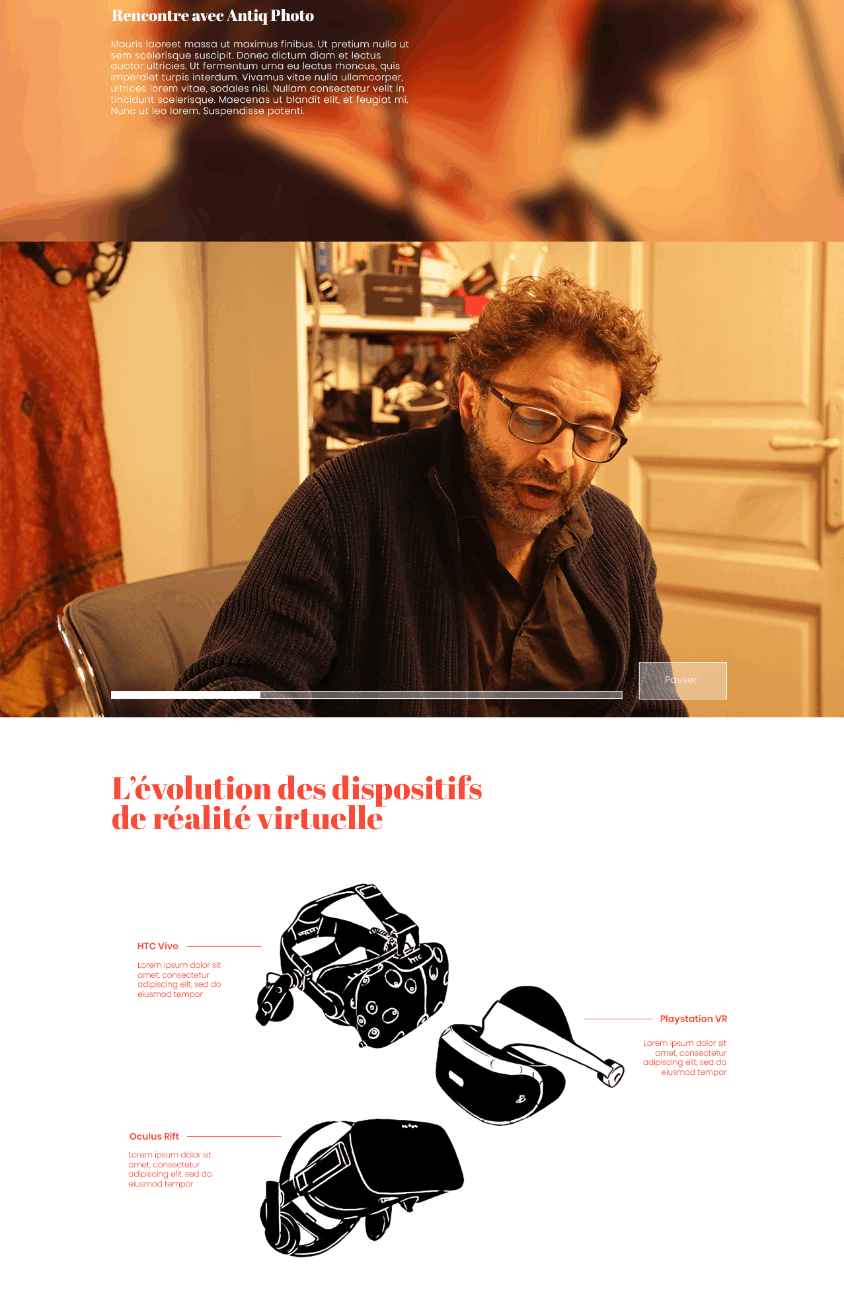 Rencontre avec Antiq Photo
Mauris laoreet massa ut maximus finibus. Ut pretium nulla ut
sem scelerisque suscipit. Donec dictum diam et lectus
auctor ultricies. Ut fermentum urna eu lectus rhoncus, quis
imperdiet turpis interdum. Vivamus vitae nulla ullamcorper,
ultrices lorem vitae, sodales nisi. Nullam consectetur velit in
tincidunt scelerisque. Maecenas ut blandit elit, et feugiat mi.
Nunc ut leo lorem. Suspendisse potenti.
Passer
L’évolution des dispositifs
de réalité virtuelle
HTC Vive
Lorem ipsum dolor sit
amet, consectetur
adipiscing elit, sed do
eiusmod tempor
htc
Playstation VR
Lorem ipsum dolor sit
amet, consectetur
adipiscing elit, sed do
eiusmod tempor
Oculus Rift
Lorem ipsum dolor sit
amet, consectetur
adipiscing elit, sed do
eiusmod tempor